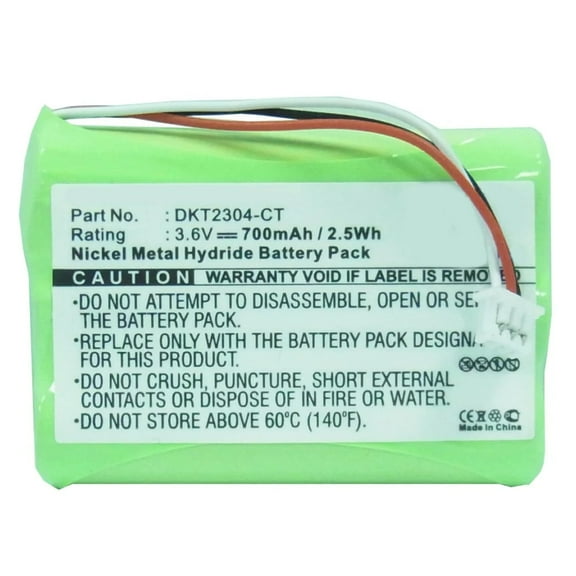 Part No. : DKT2304-CT
Rating : 3.6V 700mAh / 2.5Wh
Nickel Metal Hydride Battery Pack
CAUTION WARRANTY VOID IF LABEL REMOVED
•DO NOT ATTEMPT TO DISASSEMBLE, OPEN OR SE
THE BATTERY PACK.
•REPLACE ONLY WITH THE BATTERY PACK
DESIGNATED FOR THIS PRODUCT.
•DO NOT CRUSH, PUNCTURE, SHORT EXTERNAL
CONTACTS OR DISPOSE OF IN FIRE OR WATER
•DO NOT STORE ABOVE 60°C (140°F)
CE
Made In China